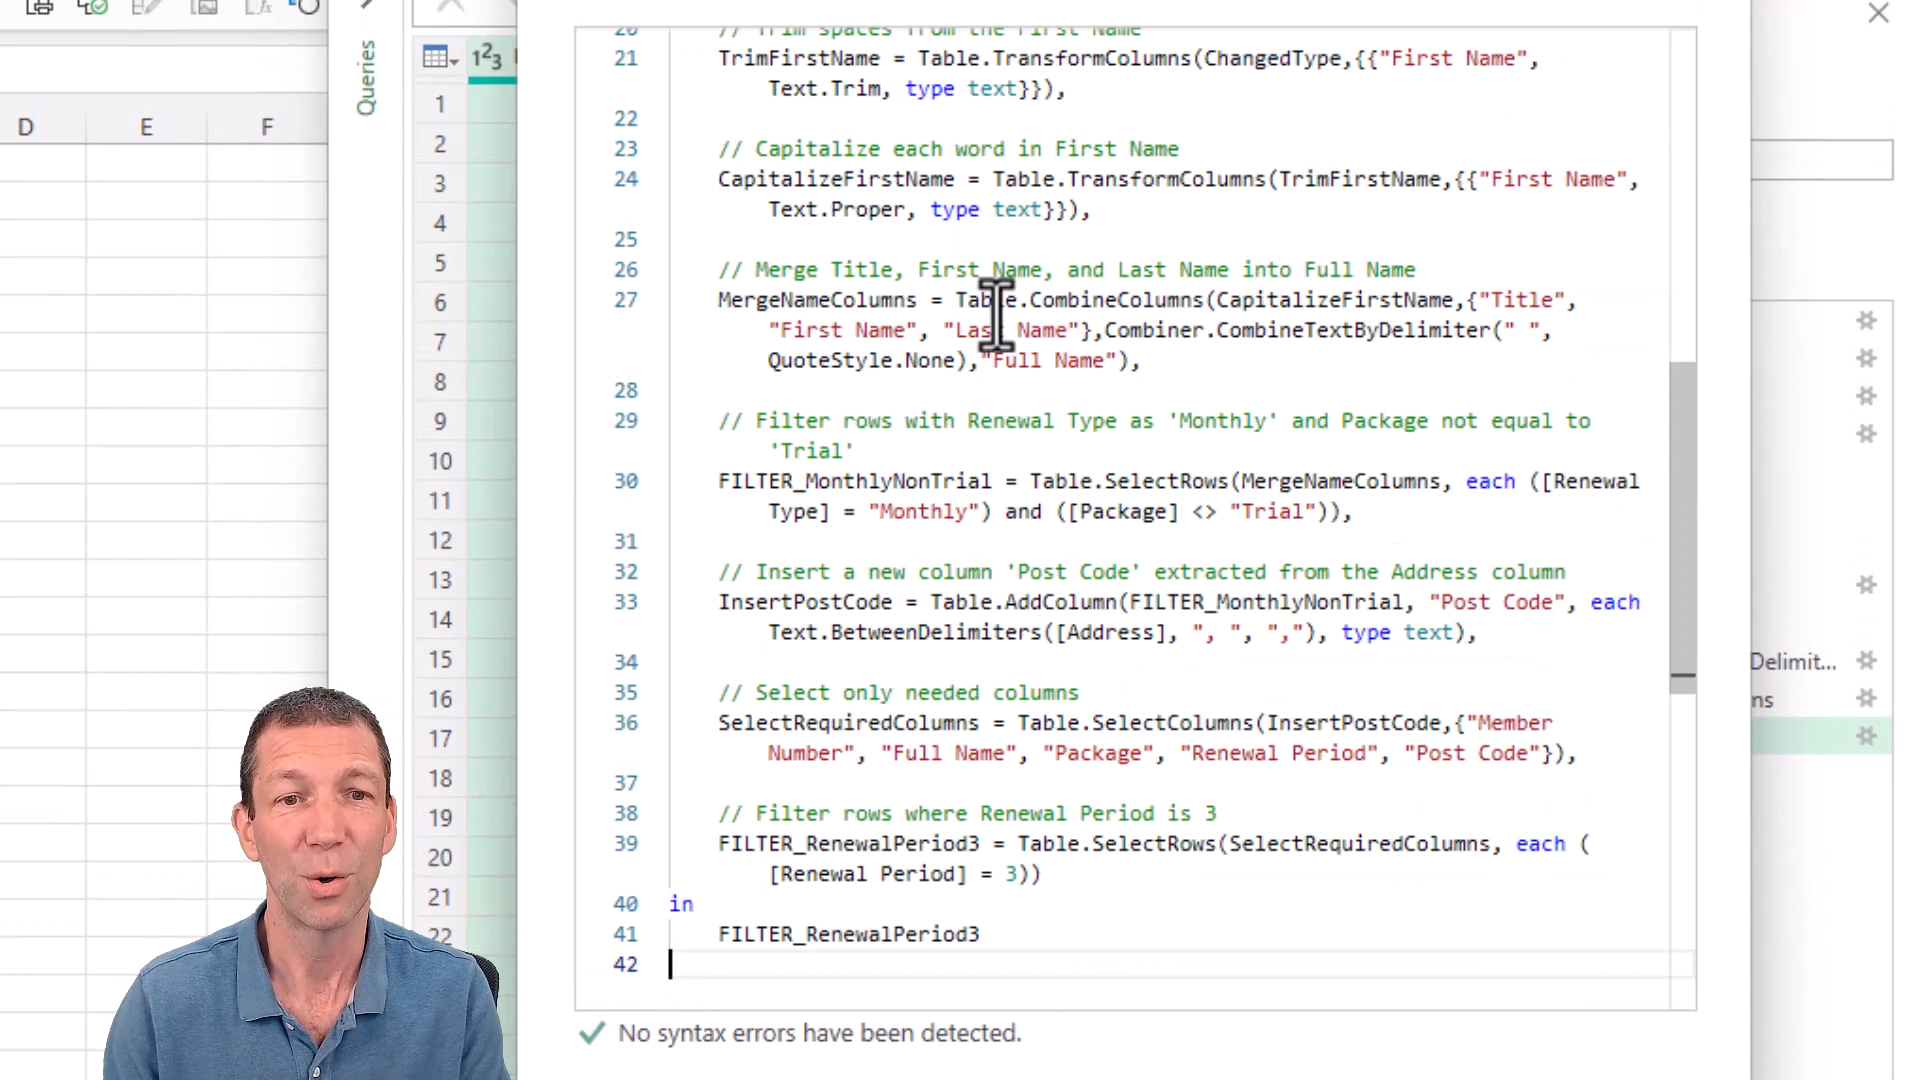 Queries
1²3
D E F
1
2
3
4
5
6
7
8
9
10
11
12
13
14
15
16
17
18
19
20
21
22
20 // Trim spaces from the First Name
21 TrimFirstName = Table.TransformColumns(ChangedType,{{"First Name",
Text.Trim, type text}}),
22
23 // Capitalize each word in First Name
24 CapitalizeFirstName = Table.TransformColumns(TrimFirstName,{{"First Name",
Text.Proper, type text}}),
25
26 // Merge Title, First Name, and Last Name into Full Name
27 MergeNameColumns = Table.CombineColumns(CapitalizeFirstName,{"Title",
"First Name", "Last Name"},Combiner.CombineTextByDelimiter(" ",
QuoteStyle.None),"Full Name"),
28
29 // Filter rows with Renewal Type as 'Monthly' and Package not equal to
'Trial'
30 FILTER_MonthlyNonTrial = Table.SelectRows(MergeNameColumns, each ([Renewal
Type] = "Monthly") and ([Package] <> "Trial")),
31
32 // Insert a new column 'Post Code' extracted from the Address column
33 InsertPostCode = Table.AddColumn(FILTER_MonthlyNonTrial, "Post Code", each
Text.BetweenDelimiters([Address], ", ", ","), type text),
34
35 // Select only needed columns
36 SelectRequiredColumns = Table.SelectColumns(InsertPostCode,{"Member
Number", "Full Name", "Package", "Renewal Period", "Post Code"}),
37
38 // Filter rows where Renewal Period is 3
39 FILTER_RenewalPeriod3 = Table.SelectRows(SelectRequiredColumns, each (
[Renewal Period] = 3))
40 in
41 FILTER_RenewalPeriod3
42
No syntax errors have been detected.
Delimit...
ns